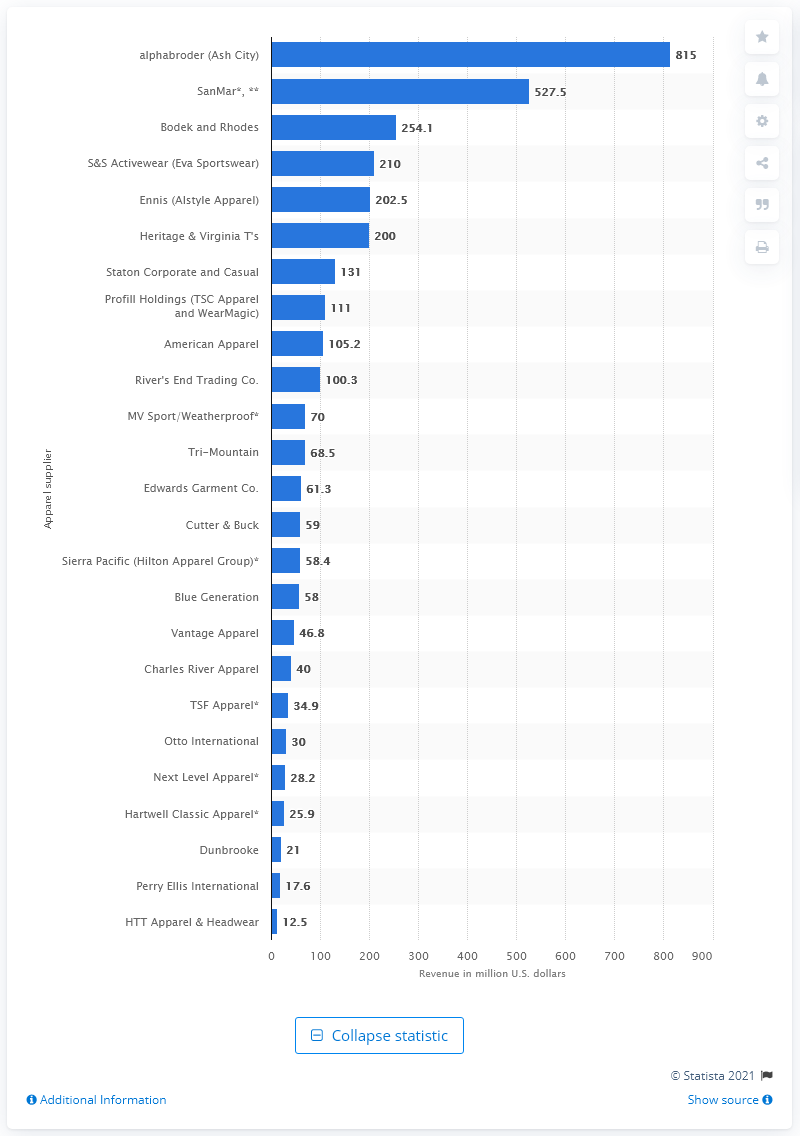 alphabroder (Ash City) 815
SanMar*, ** 527.5
Bodek and Rhodes 254.1
S&S Activewear (Eva Sportswear) 210
Ennis (Alstyle Apparel) 202.5
Heritage & Virginia T's 200
Staton Corporate and Casual 131
Profill Holdings (TSC Apparel
and WearMagic) 111
American Apparel 105.2
River's End Trading Co. 100.3
MV Sport/Weatherproof* 70
Tri-Mountain 68.5
Edwards Garment Co. 61.3
Cutter & Buck 59
Sierra Pacific (Hilton Apparel Group)* 58.4
Blue Generation 58
Vantage Apparel 46.8
Charles River Apparel 40
TSF Apparel* 34.9
Otto International 30
Next Level Apparel* 28.2
Hartwell Classic Apparel* 25.9
Dunbrooke 21
Perry Ellis International 17.6
HTT Apparel & Headwear 12.5
Apparel supplier
0 100 200 300 400 500 600 700 800 900
Revenue in million U.S. dollars
Collapse statistic
© Statista 2021
Additional Information
Show source